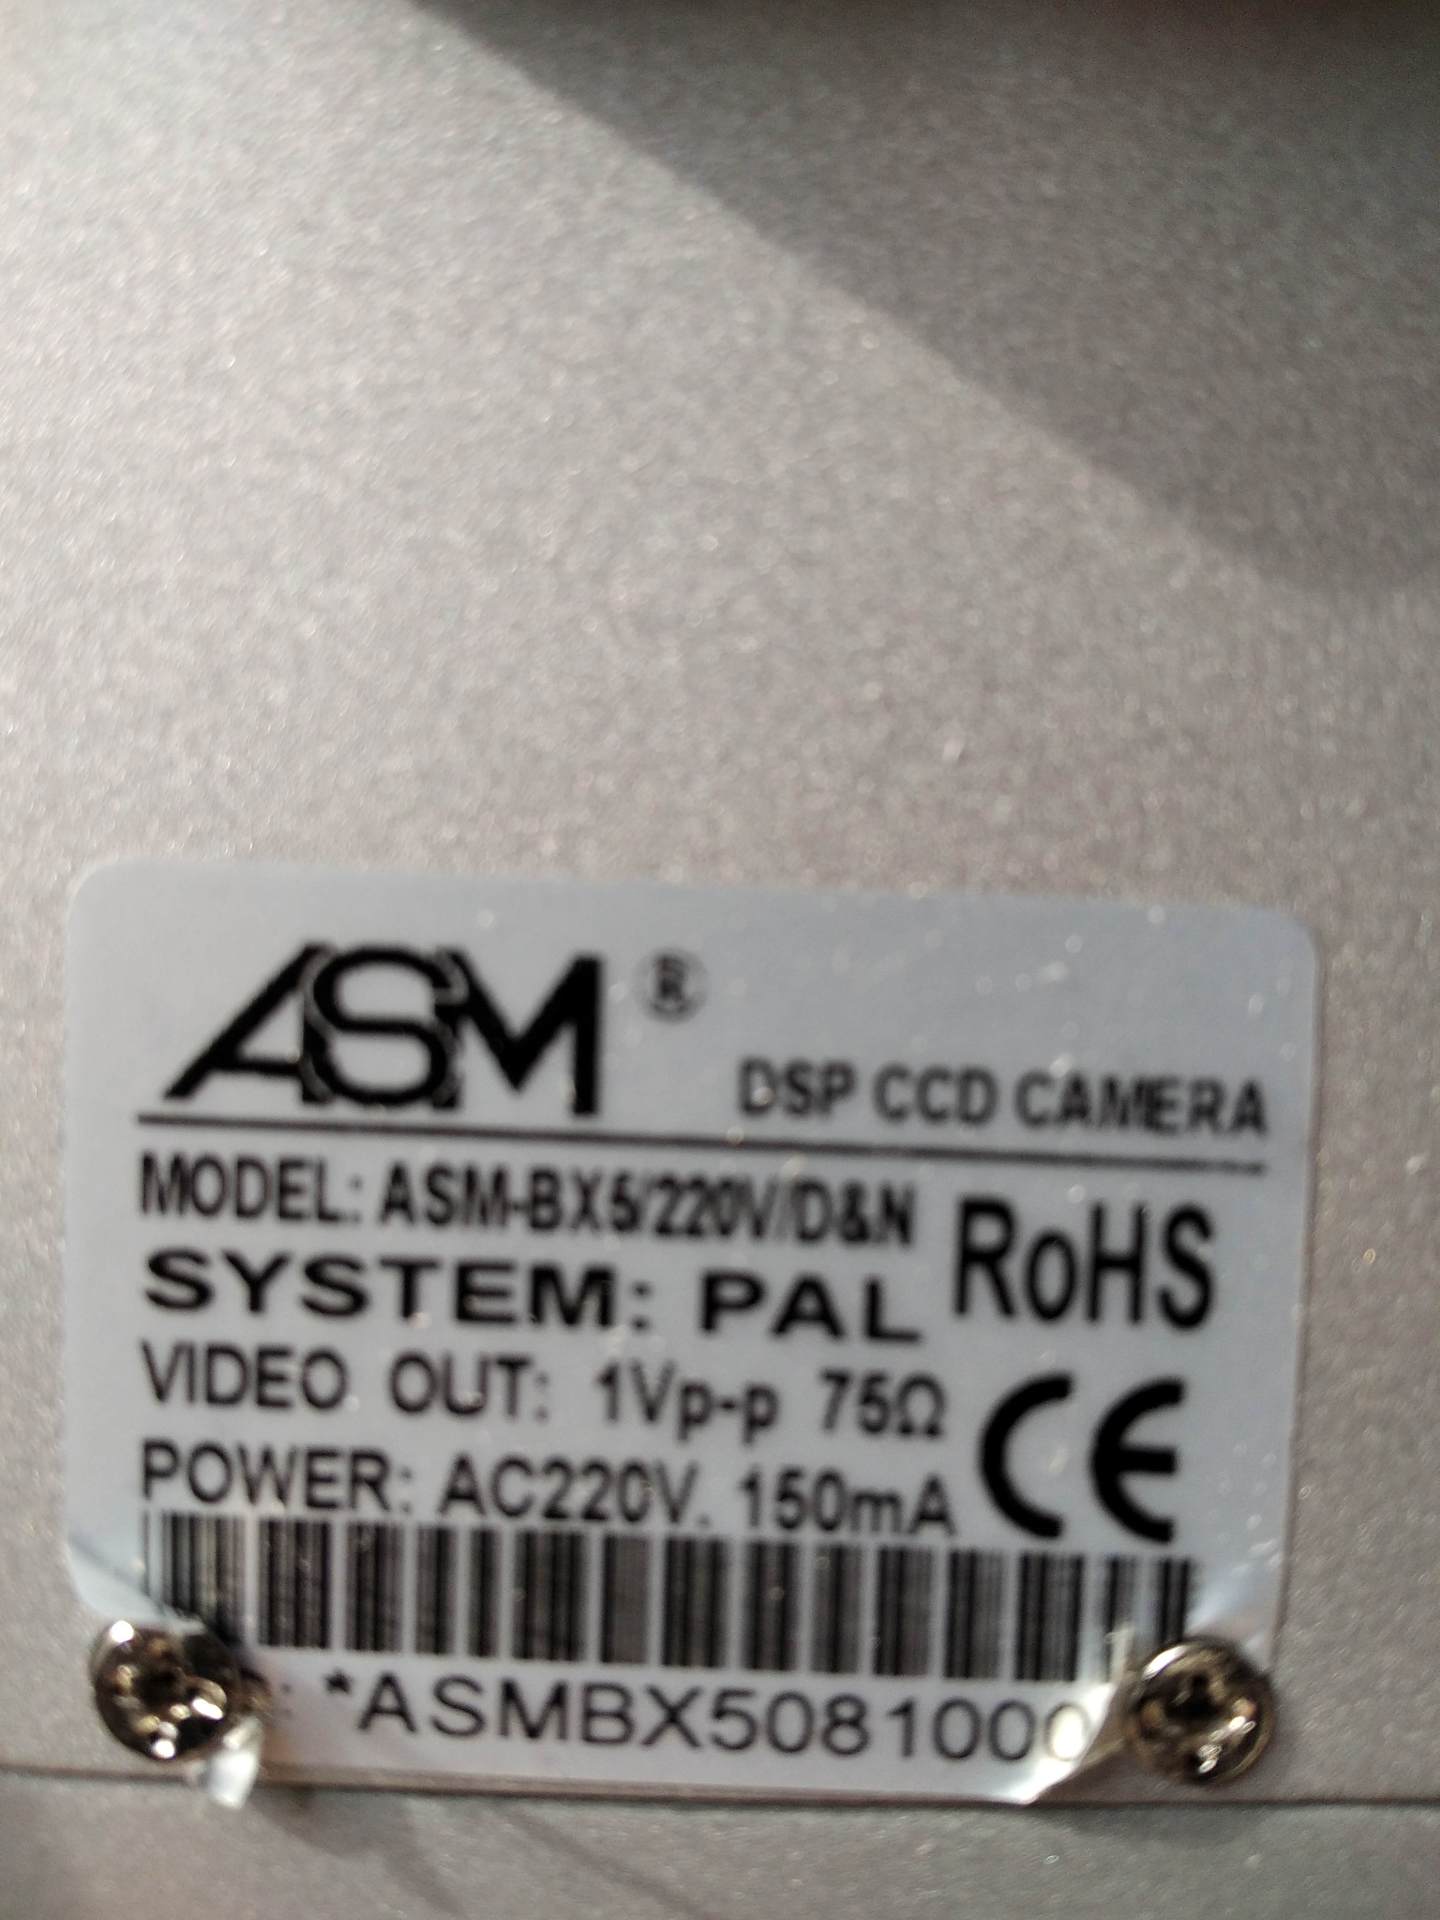 ASM ®
DSP CCD CAMERA
MODEL: ASM-BX5/220V/D&N
RoHS
SYSTEM: PAL
VIDEO OUT: 1Vp-p 75Ω
CE
POWER: AC220V. 150mA
*ASMBX5081000